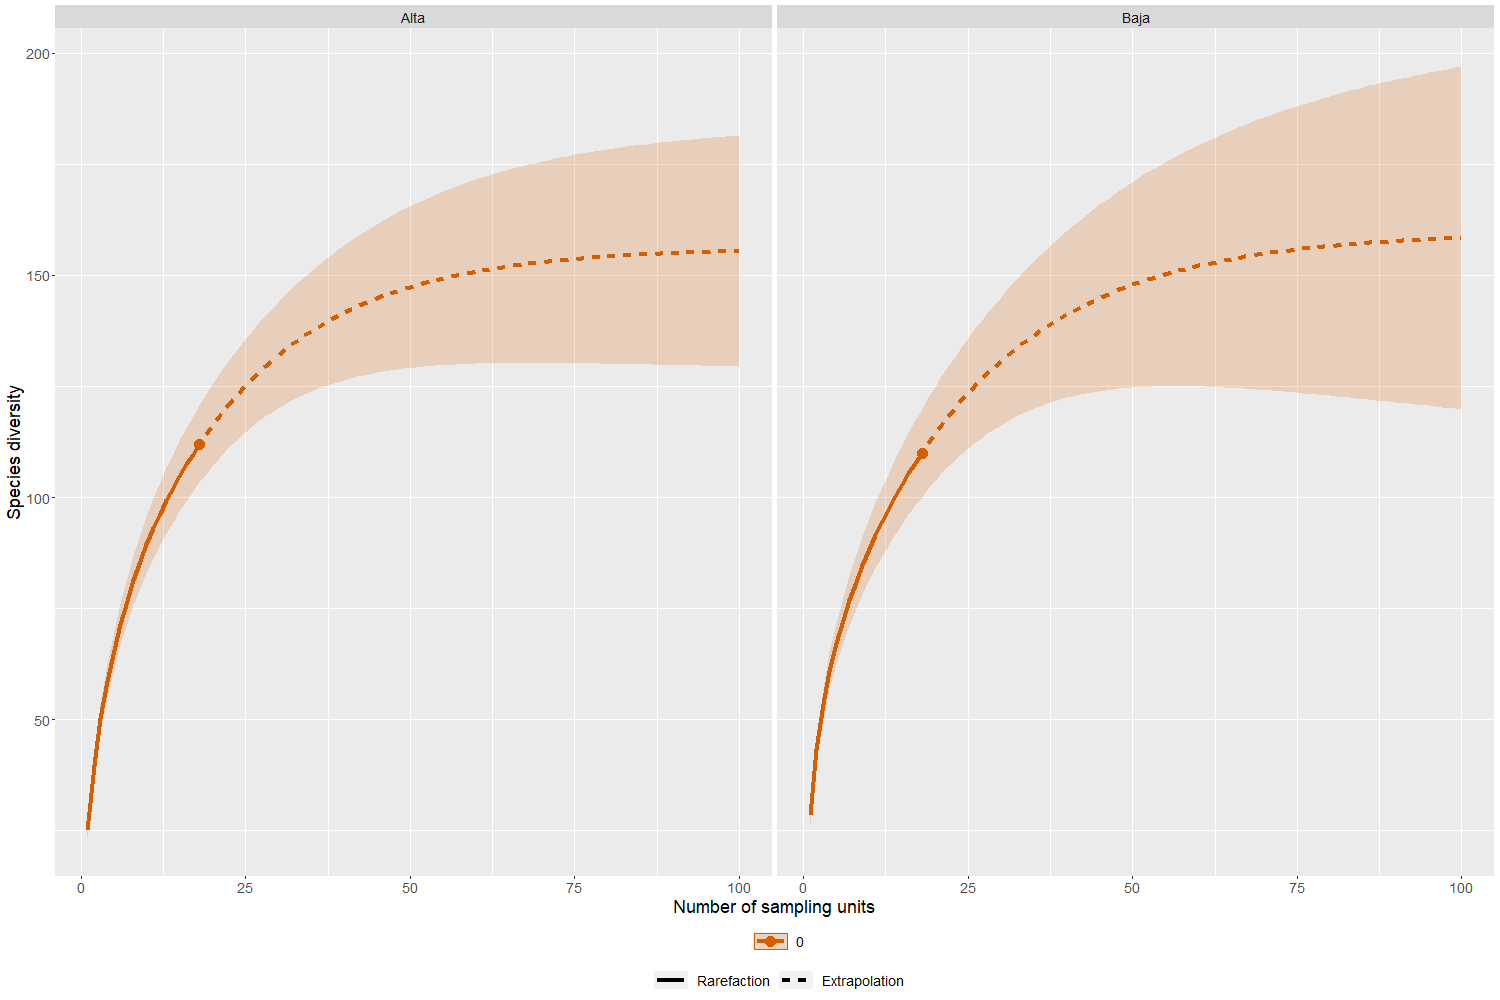 Alta
Baja
Species diversity
200
150
100
50
0 25 50 75 100
0 25 50 75 100
Number of sampling units
0
Rarefaction Extrapolation